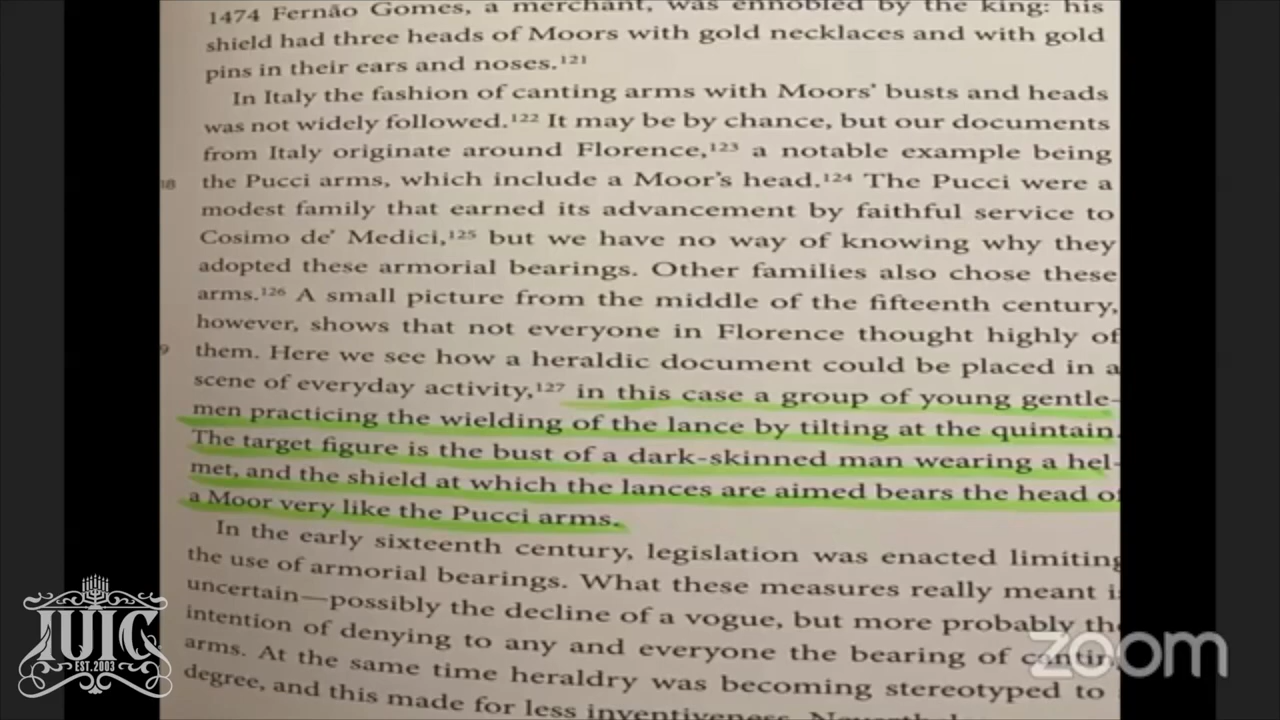 1474 Fernão Gomes, a merchant, was ennobled by the king: his
shield had three heads of Moors with gold necklaces and with gold
pins in their ears and noses.¹²¹
In Italy the fashion of canting arms with Moors' busts and heads
was not widely followed.¹²² It may be by chance, but our documents
from Italy originate around Florence,¹²³ a notable example being
18 the Pucci arms, which include a Moor's head.¹²⁴ The Pucci were a
modest family that earned its advancement by faithful service to
Cosimo de' Medici,¹²⁵ but we have no way of knowing why they
adopted these armorial bearings. Other families also chose these
arms.¹²⁶ A small picture from the middle of the fifteenth century,
however, shows that not everyone in Florence thought highly of
9 them. Here we see how a heraldic document could be placed in a
scene of everyday activity,¹²⁷ in this case a group of young gentle-
men practicing the wielding of the lance by tilting at the quintain.
The target figure is the bust of a dark-skinned man wearing a hel-
met, and the shield at which the lances are aimed bears the head o
a Moor very like the Pucci arms.
In the early sixteenth century, legislation was enacted limiting
the use of armorial bearings. What these measures really meant i
uncertain—possibly the decline of a vogue, but more probably the
intention of denying to any and everyone the bearing of cantin
arms. At the same time heraldry was becoming stereotyped to
degree, and this made for less inventiveness.
IUIC
EST. 2003
zoom